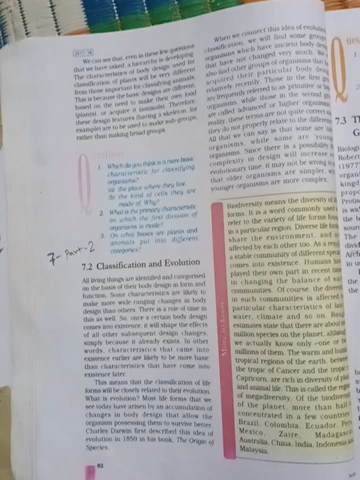 We can see that, even in these few questions
that we have asked, a hierarchy is developing.
The characteristics of body design used for
classification of plants will be very different
from those important for classifying animals.
This is because the basic designs are different,
based on the need to make their own food
(plants), or acquire it (animals). Therefore,
these design features (having a skeleton, for
example) are to be used to make sub-groups,
rather than making broad groups.
1. Which do you think is a more basic
characteristic for classifying
organisms?
(a) the place where they live.
(b) the kind of cells they are
made of. Why?
2. What is the primary characteristic
on which the first division of
organisms is made?
3. On what bases are plants and
animals put into different
categories?
7- Part-2
7.2 Classification and Evolution
All living things are identified and categorised
on the basis of their body design in form and
function. Some characteristics are likely to
make more wide ranging changes in body
design than others. There is a role of time in
this as well. So, once a certain body design
comes into existence, it will shape the effects
of all other subsequent design changes,
simply because it already exists. In other
words, characteristics that came into
existence earlier are likely to be more basic
than characteristics that have come into
existence later.
This means that the classification of life
forms will be closely related to their evolution.
What is evolution? Most life forms that we
see today have arisen by an accumulation of
changes in body design that allow the
organism possessing them to survive better.
Charles Darwin first described this idea of
evolution in 1859 in his book, The Origin of
Species.
82
When we connect this idea of evolution
classification, we will find some groups
organisms which have ancient body design
that have not changed very much. We
also find other groups of organisms that
acquired their particular body design
relatively recently. Those in the first group
are frequently referred to as 'primitive' or
organisms, while those in the second
are called 'advanced' or 'higher' organisms.
reality, these terms are not quite correct
they do not properly relate to the differences.
All that we can say is that some are
organisms, while some are younger
organisms. Since there is a possibility
complexity in design will increase
evolutionary time, it may not be wrong
that older organisms are simpler, while
younger organisms are more complex.
More to know
Biodiversity means the diversity of
forms. It is a word commonly used
refer to the variety of life forms found
in a particular region. Diverse life forms
share the environment, and are
affected by each other too. As a result
a stable community of different species
comes into existence. Humans have
played their own part in recent times
in changing the balance of
communities. Of course, the diversity
in such communities is affected
particular characteristics of land
water, climate and so on. Rough
estimates state that there are about
million species on the planet, although
we actually know only one or two
millions of them. The warm and humid
tropical regions of the earth, between
the tropic of Cancer and the tropic
Capricorn, are rich in diversity of plant
and animal life. This is called the region
of megadiversity. Of the biodiversity
of the planet, more than half
concentrated in a few countries
Brazil, Colombia, Ecuador, Peru
Mexico, Zaire, Madagascar
Australia, China, India, Indonesia and
Malaysia.
7.3